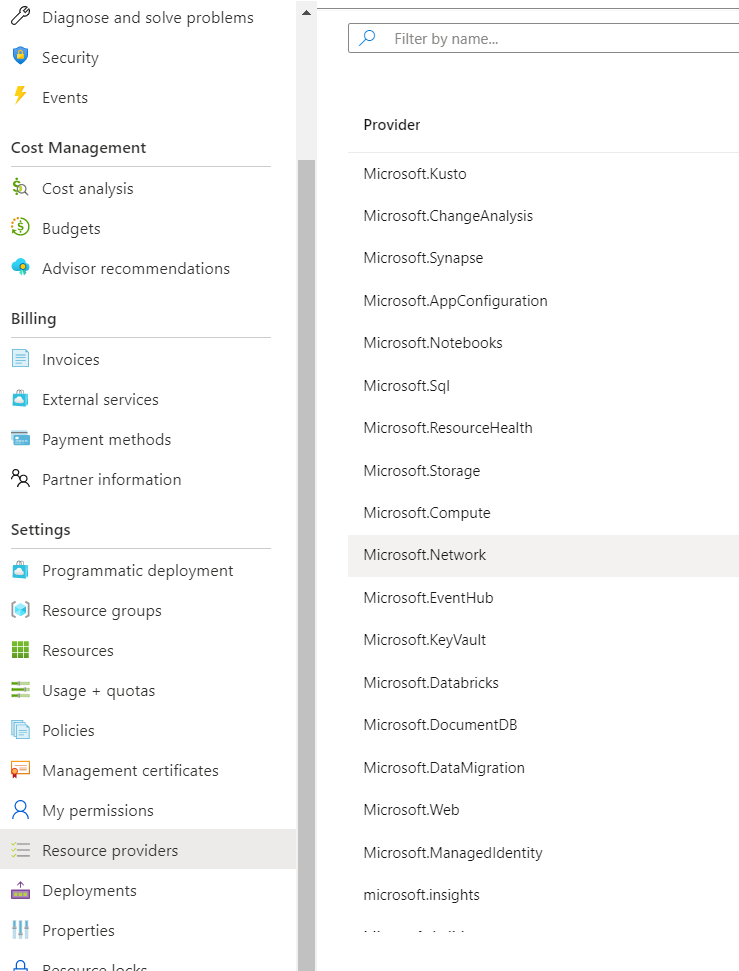 Diagnose and solve problems
Security
Events
Cost Management
Cost analysis
Budgets
Advisor recommendations
Billing
Invoices
External services
Payment methods
Partner information
Settings
Programmatic deployment
Resource groups
Resources
Usage + quotas
Policies
Management certificates
My permissions
Resource providers
Deployments
Properties
Resource locks
Filter by name...
Provider
Microsoft.Kusto
Microsoft.ChangeAnalysis
Microsoft.Synapse
Microsoft.AppConfiguration
Microsoft.Notebooks
Microsoft.Sql
Microsoft.ResourceHealth
Microsoft.Storage
Microsoft.Compute
Microsoft.Network
Microsoft.EventHub
Microsoft.KeyVault
Microsoft.Databricks
Microsoft.DocumentDB
Microsoft.DataMigration
Microsoft.Web
Microsoft.ManagedIdentity
microsoft.insights